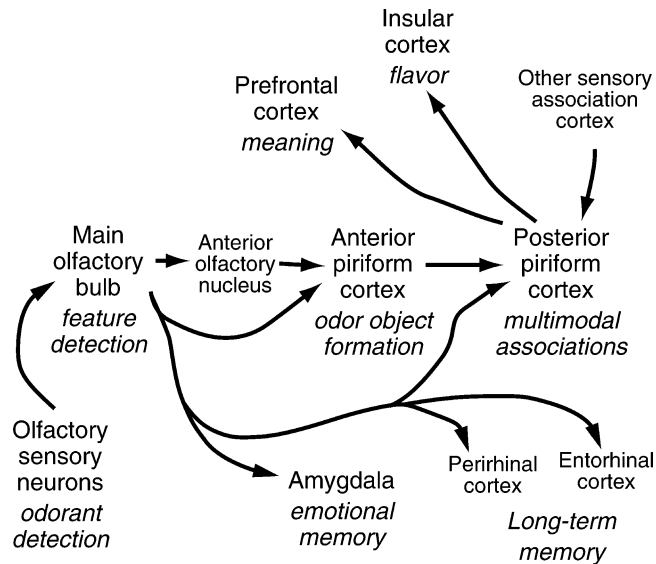 Insular
cortex
flavor
Prefrontal
cortex
meaning
Other sensory
association
cortex
Main
olfactory
bulb
feature
detection
Anterior
olfactory
nucleus
Anterior
piriform
cortex
odor object
formation
Posterior
piriform
cortex
multimodal
associations
Olfactory
sensory
neurons
odorant
detection
Amygdala
emotional
memory
Perirhinal
cortex
Entorhinal
cortex
Long-term
memory